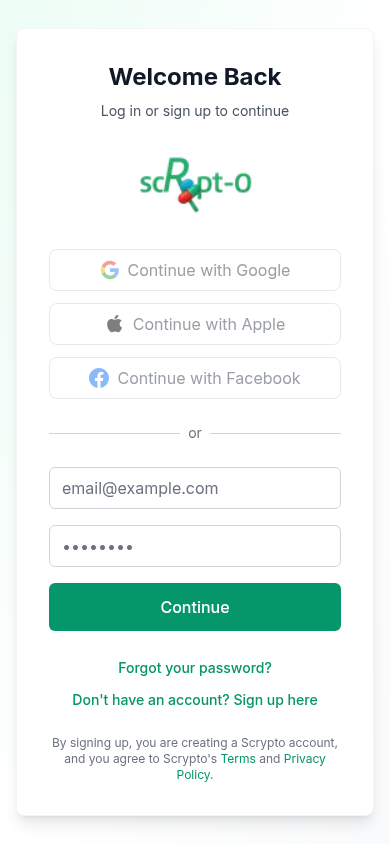 Welcome Back
Log in or sign up to continue
scRypt-O
Continue with Google
Continue with Apple
Continue with Facebook
or
email@example.com
••••••••
Continue
Forgot your password?
Don't have an account? Sign up here
By signing up, you are creating a Scrypto account,
and you agree to Scrypto's Terms and Privacy
Policy.